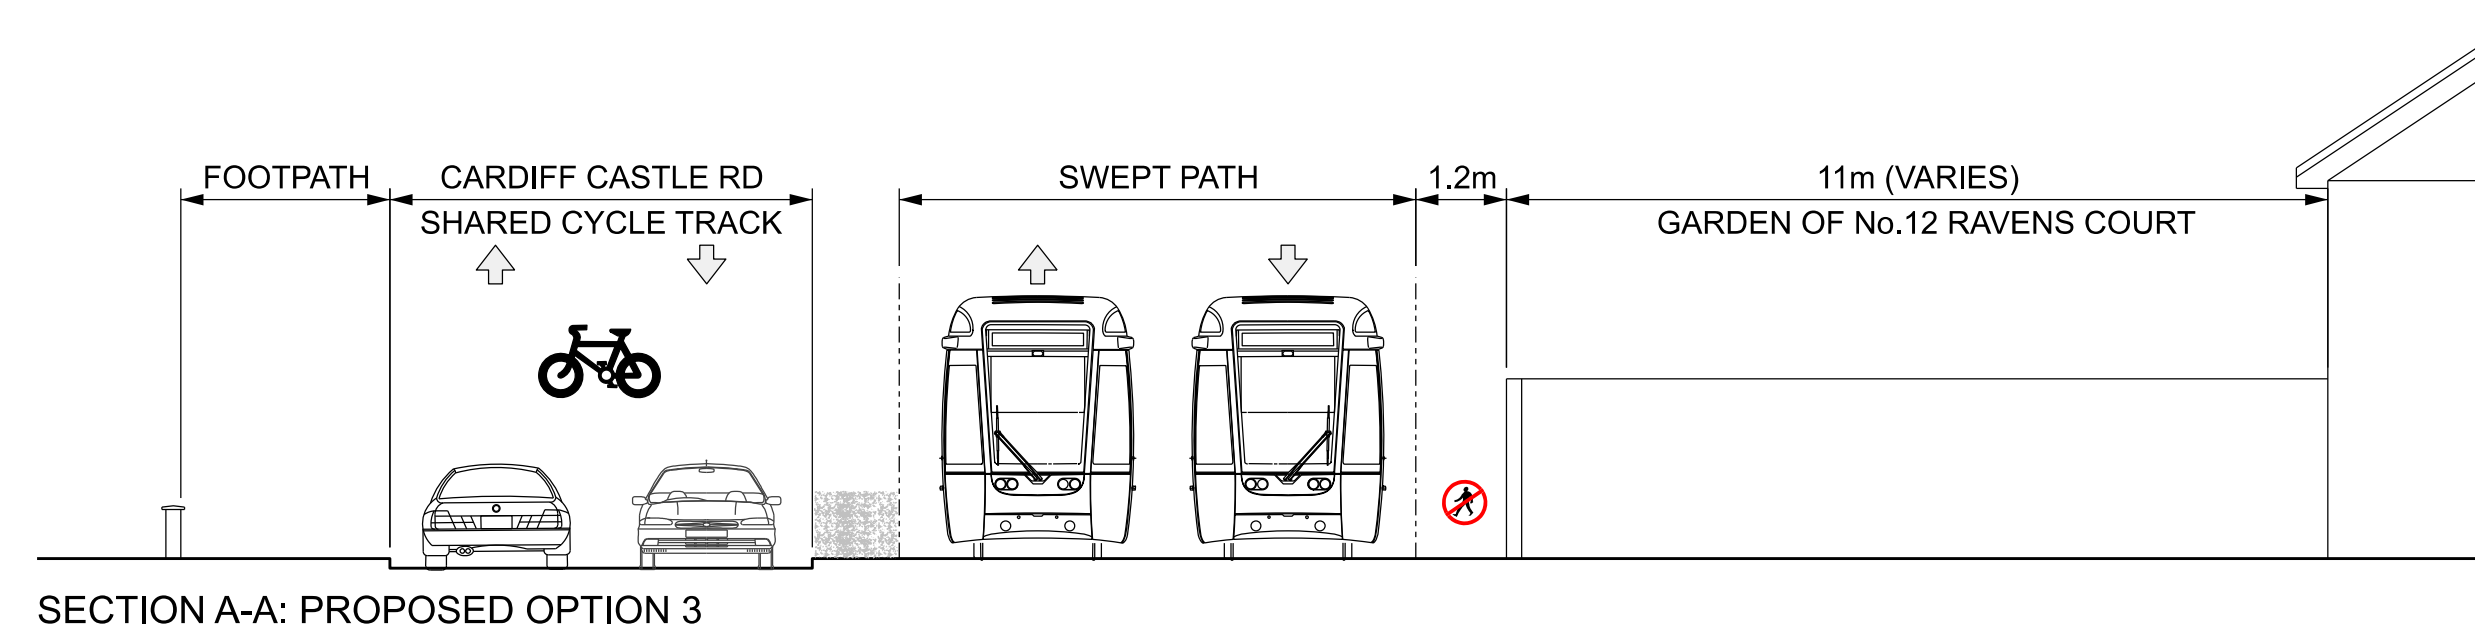 FOOTPATH
CARDIFF CASTLE RD
SHARED CYCLE TRACK
SWEPT PATH
1.2m
11m (VARIES)
GARDEN OF No.12 RAVENS COURT
SECTION A-A: PROPOSED OPTION 3